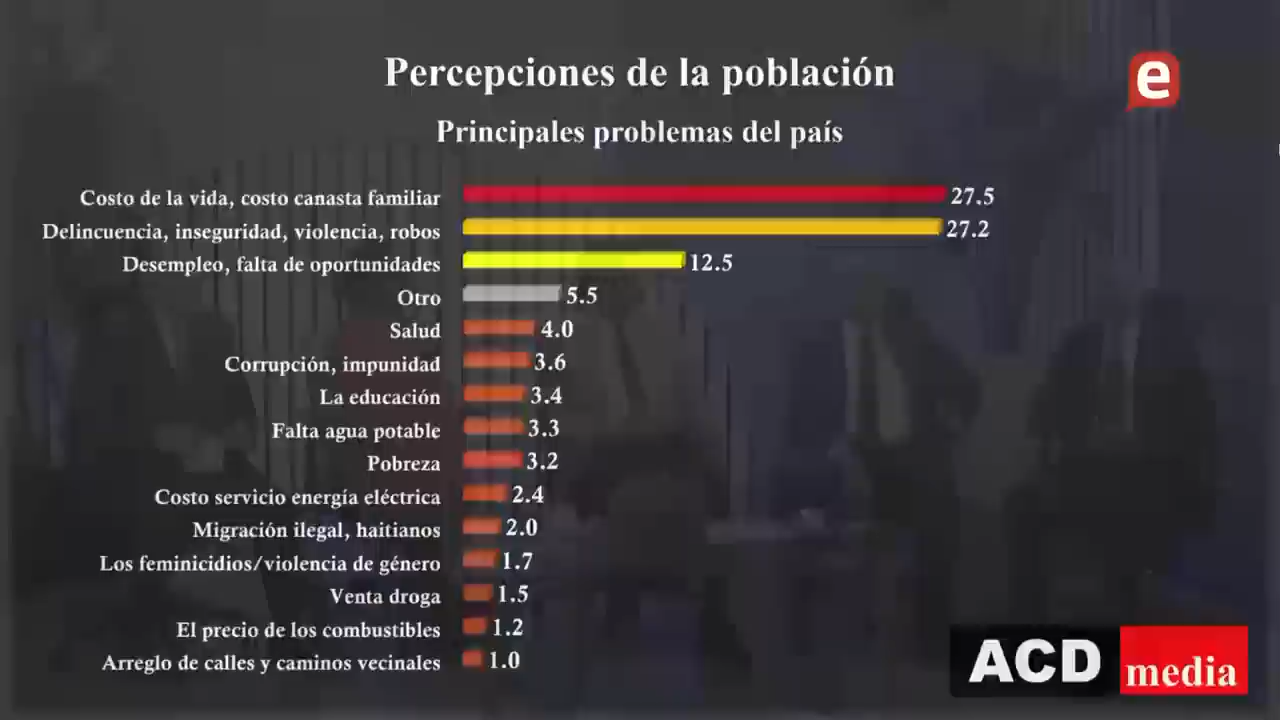 Percepciones de la población
e
Principales problemas del país
Costo de la vida, costo canasta familiar 27.5
Delincuencia, inseguridad, violencia, robos 27.2
Desempleo, falta de oportunidades 12.5
Otro 5.5
Salud 4.0
Corrupción, impunidad 3.6
La educación 3.4
Falta agua potable 3.3
Pobreza 3.2
Costo servicio energía eléctrica 2.4
Migración ilegal, haitianos 2.0
Los feminicidios/violencia de género 1.7
Venta droga 1.5
El precio de los combustibles 1.2
Arreglo de calles y caminos vecinales 1.0
ACD media